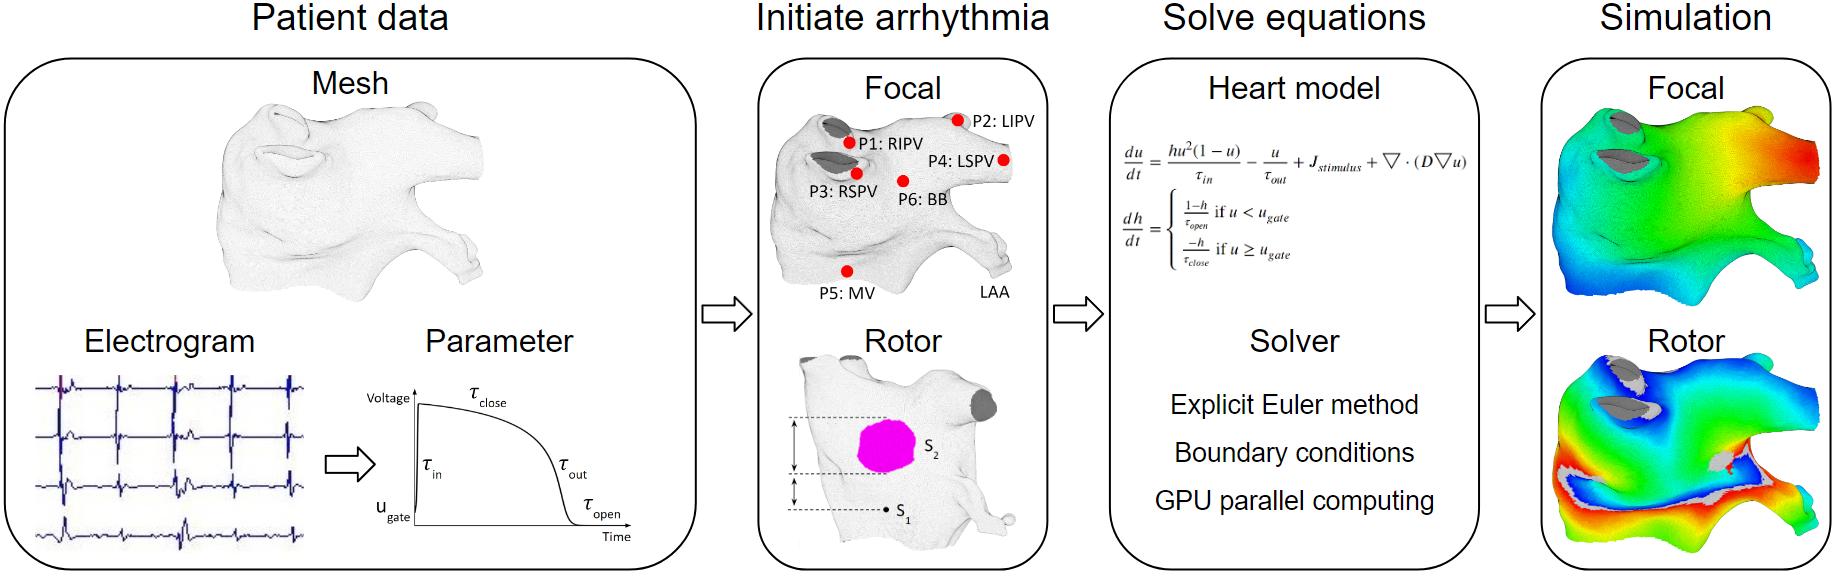 Patient data
Initiate arrhythmia
Solve equations
Simulation
Mesh
Electrogram
Parameter
Voltage
τclose
τin
τout
ugate
τopen
Time
Focal
P2: LIPV
P1: RIPV
P4: LSPV
P3: RSPV
P6: BB
P5: MV
LAA
Rotor
S2
S1
Heart model
du/dt = hu²(1 − u)/τin − u/τout + Jstimulus + ▽ · (D▽u)
dh/dt = { 1−h/τopen if u < ugate
−h/τclose if u ≥ ugate
Solver
Explicit Euler method
Boundary conditions
GPU parallel computing
Focal
Rotor